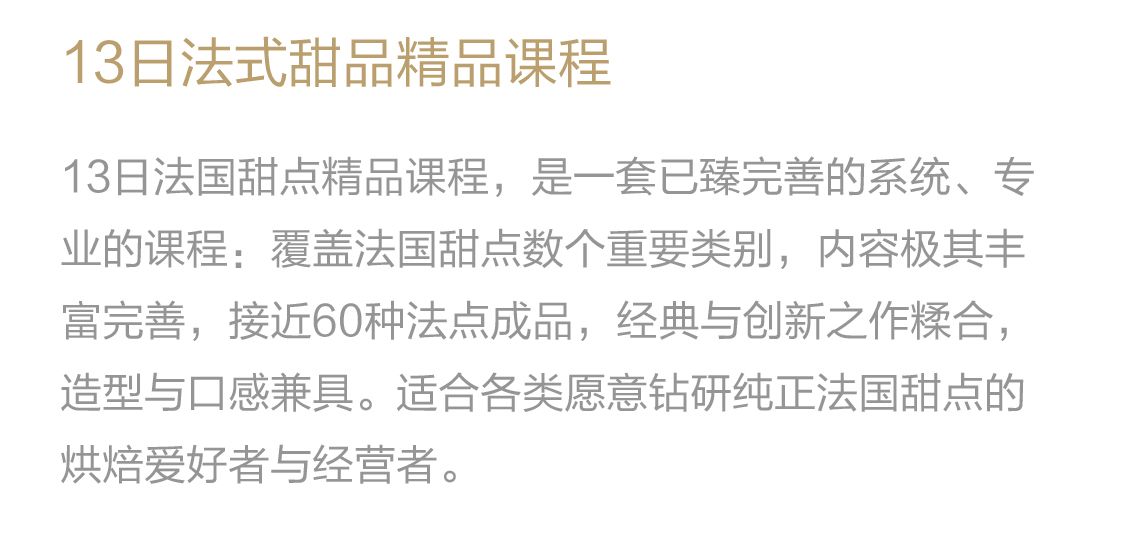 13日法式甜品精品课程
13日法国甜点精品课程，是一套已臻完善的系统、专
业的课程：覆盖法国甜点数个重要类别，内容极其丰
富完善，接近60种法点成品，经典与创新之作糅合，
造型与口感兼具。适合各类愿意钻研纯正法国甜点的
烘焙爱好者与经营者。